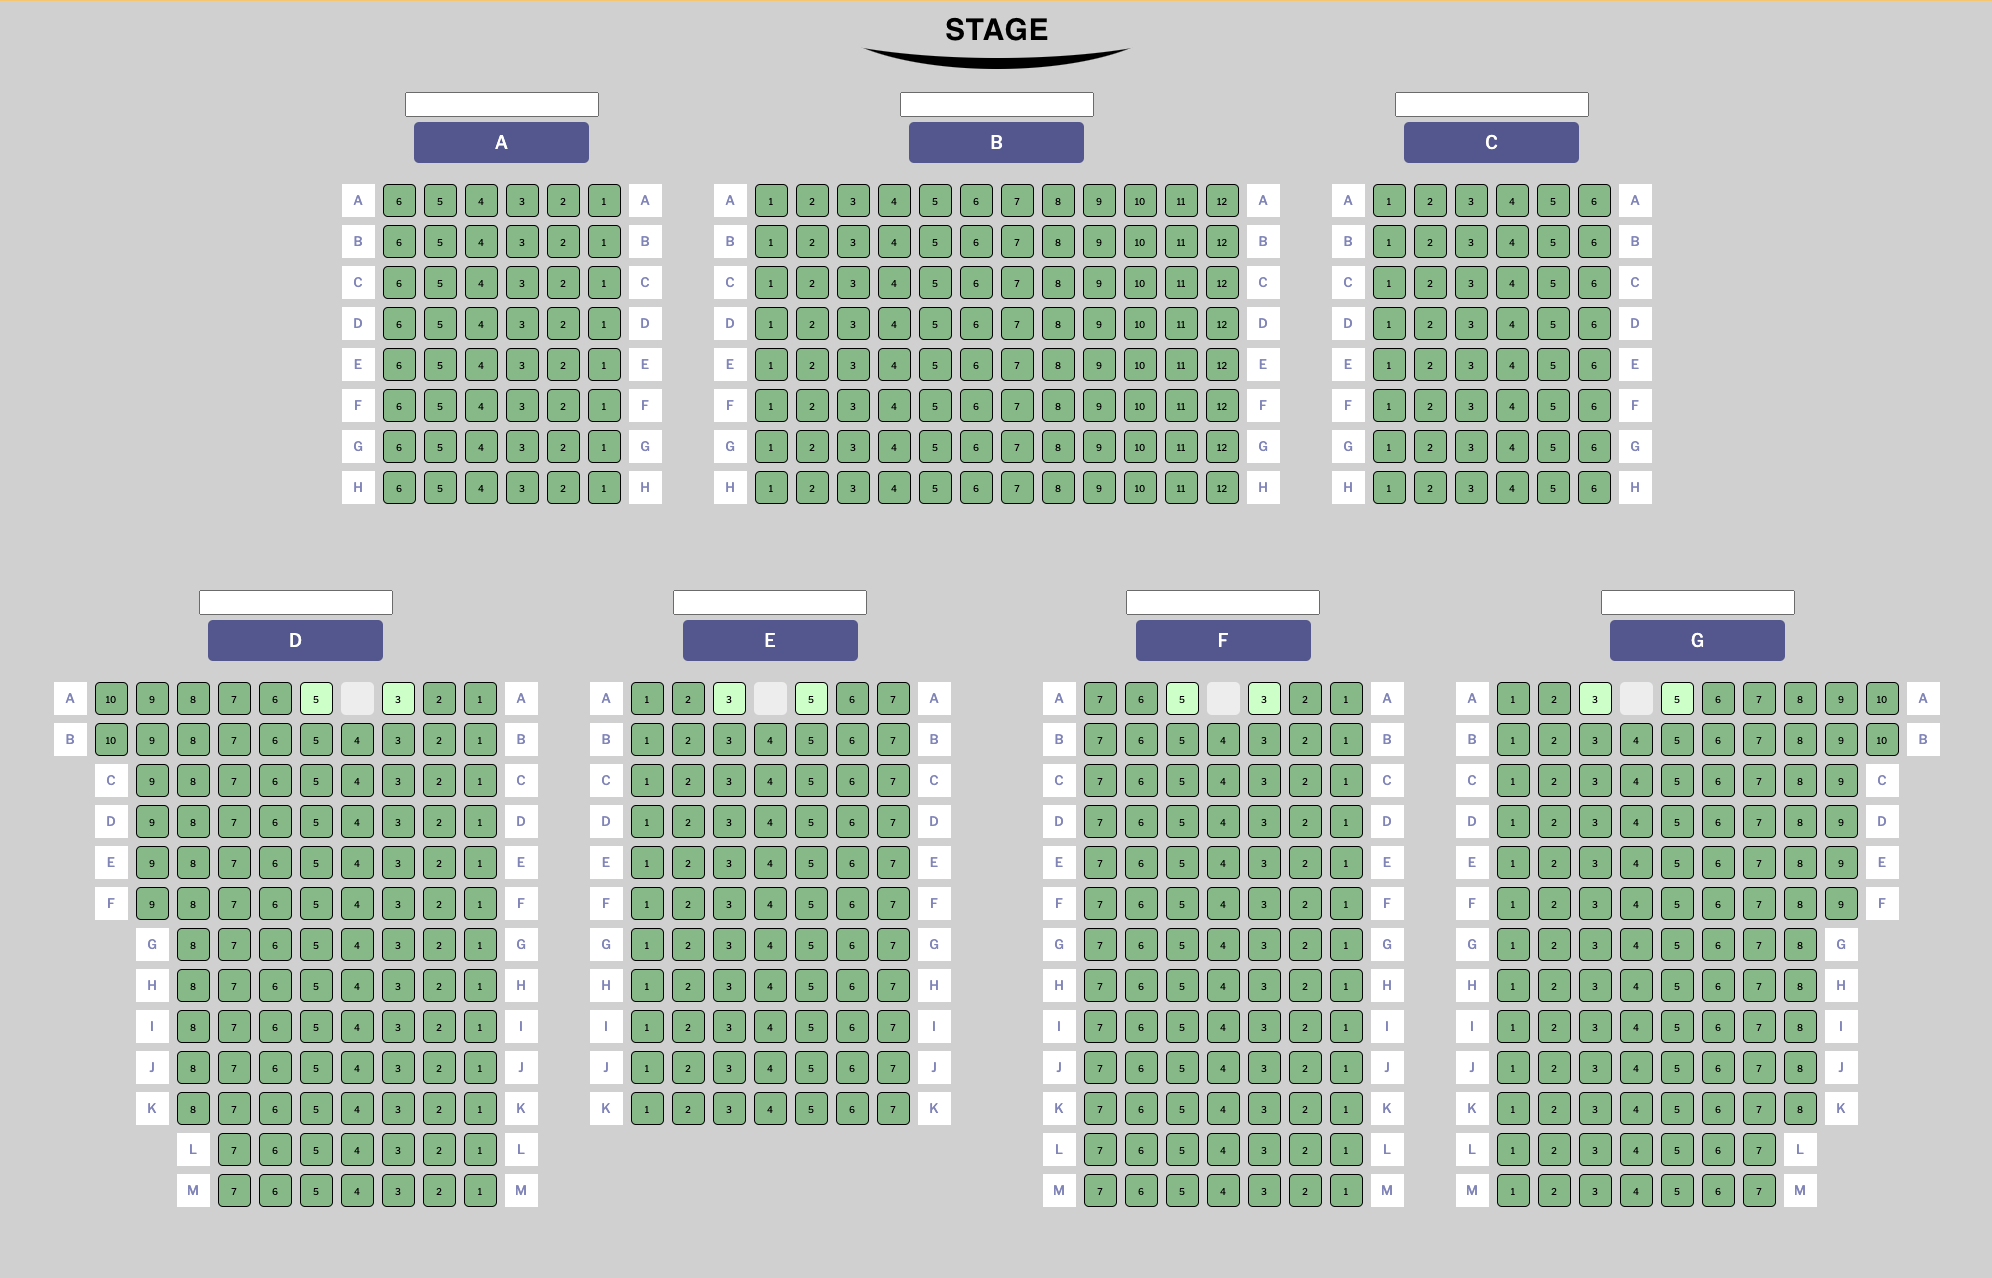 STAGE
A B C
A 6 5 4 3 2 1 A A 1 2 3 4 5 6 7 8 9 10 11 12 A A 1 2 3 4 5 6 A
B 6 5 4 3 2 1 B B 1 2 3 4 5 6 7 8 9 10 11 12 B B 1 2 3 4 5 6 B
C 6 5 4 3 2 1 C C 1 2 3 4 5 6 7 8 9 10 11 12 C C 1 2 3 4 5 6 C
D 6 5 4 3 2 1 D D 1 2 3 4 5 6 7 8 9 10 11 12 D D 1 2 3 4 5 6 D
E 6 5 4 3 2 1 E E 1 2 3 4 5 6 7 8 9 10 11 12 E E 1 2 3 4 5 6 E
F 6 5 4 3 2 1 F F 1 2 3 4 5 6 7 8 9 10 11 12 F F 1 2 3 4 5 6 F
G 6 5 4 3 2 1 G G 1 2 3 4 5 6 7 8 9 10 11 12 G G 1 2 3 4 5 6 G
H 6 5 4 3 2 1 H H 1 2 3 4 5 6 7 8 9 10 11 12 H H 1 2 3 4 5 6 H
D E F G
A 10 9 8 7 6 5 3 2 1 A A 1 2 3 5 6 7 A A 7 6 5 3 2 1 A A 1 2 3 5 6 7 8 9 10 A
B 10 9 8 7 6 5 4 3 2 1 B B 1 2 3 4 5 6 7 B B 7 6 5 4 3 2 1 B B 1 2 3 4 5 6 7 8 9 10 B
C 9 8 7 6 5 4 3 2 1 C C 1 2 3 4 5 6 7 C C 7 6 5 4 3 2 1 C C 1 2 3 4 5 6 7 8 9 C
D 9 8 7 6 5 4 3 2 1 D D 1 2 3 4 5 6 7 D D 7 6 5 4 3 2 1 D D 1 2 3 4 5 6 7 8 9 D
E 9 8 7 6 5 4 3 2 1 E E 1 2 3 4 5 6 7 E E 7 6 5 4 3 2 1 E E 1 2 3 4 5 6 7 8 9 E
F 9 8 7 6 5 4 3 2 1 F F 1 2 3 4 5 6 7 F F 7 6 5 4 3 2 1 F F 1 2 3 4 5 6 7 8 9 F
G 8 7 6 5 4 3 2 1 G G 1 2 3 4 5 6 7 G G 7 6 5 4 3 2 1 G G 1 2 3 4 5 6 7 8 G
H 8 7 6 5 4 3 2 1 H H 1 2 3 4 5 6 7 H H 7 6 5 4 3 2 1 H H 1 2 3 4 5 6 7 8 H
I 8 7 6 5 4 3 2 1 I I 1 2 3 4 5 6 7 I I 7 6 5 4 3 2 1 I I 1 2 3 4 5 6 7 8 I
J 8 7 6 5 4 3 2 1 J J 1 2 3 4 5 6 7 J J 7 6 5 4 3 2 1 J J 1 2 3 4 5 6 7 8 J
K 8 7 6 5 4 3 2 1 K K 1 2 3 4 5 6 7 K K 7 6 5 4 3 2 1 K K 1 2 3 4 5 6 7 8 K
L 7 6 5 4 3 2 1 L L 7 6 5 4 3 2 1 L L 1 2 3 4 5 6 7 L
M 7 6 5 4 3 2 1 M M 7 6 5 4 3 2 1 M M 1 2 3 4 5 6 7 M